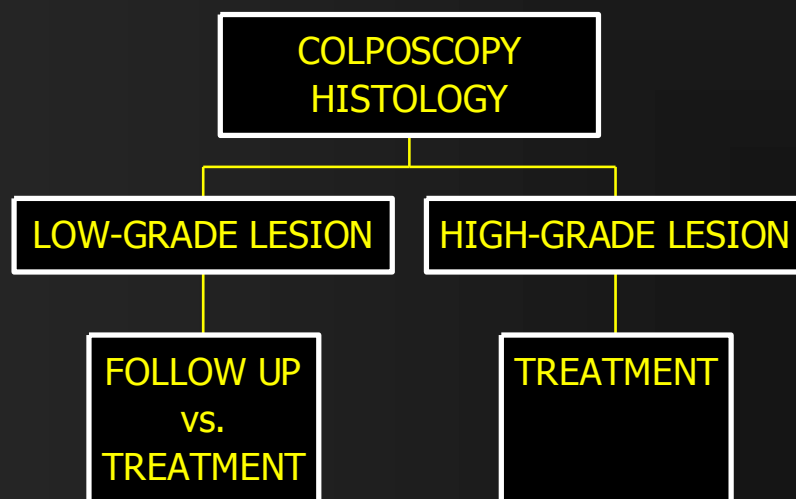 COLPOSCOPY
HISTOLOGY
LOW-GRADE LESION
HIGH-GRADE LESION
FOLLOW UP
vs.
TREATMENT
TREATMENT